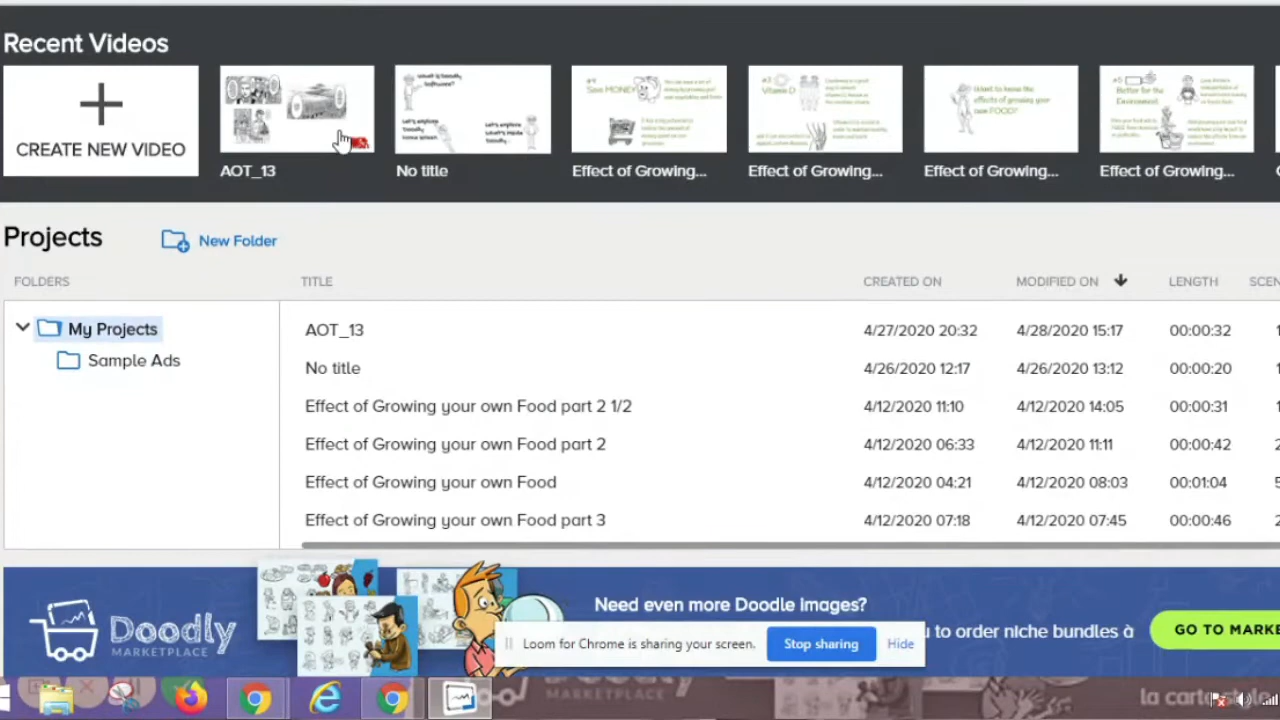 Recent Videos
CREATE NEW VIDEO
AOT_13
No title
Effect of Growing...
Effect of Growing...
Effect of Growing...
Effect of Growing...
Projects
New Folder
FOLDERS TITLE CREATED ON MODIFIED ON LENGTH SCEN
My Projects
Sample Ads
AOT_13 4/27/2020 20:32 4/28/2020 15:17 00:00:32
No title 4/26/2020 12:17 4/26/2020 13:12 00:00:20
Effect of Growing your own Food part 2 1/2 4/12/2020 11:10 4/12/2020 14:05 00:00:31
Effect of Growing your own Food part 2 4/12/2020 06:33 4/12/2020 11:11 00:00:42
Effect of Growing your own Food 4/12/2020 04:21 4/12/2020 08:03 00:01:04
Effect of Growing your own Food part 3 4/12/2020 07:18 4/12/2020 07:45 00:00:46
Doodly
MARKETPLACE
Need even more Doodle Images?
u to order niche bundles à
GO TO MARKE
Loom for Chrome is sharing your screen. Stop sharing Hide
MARKETPLACE
la carte